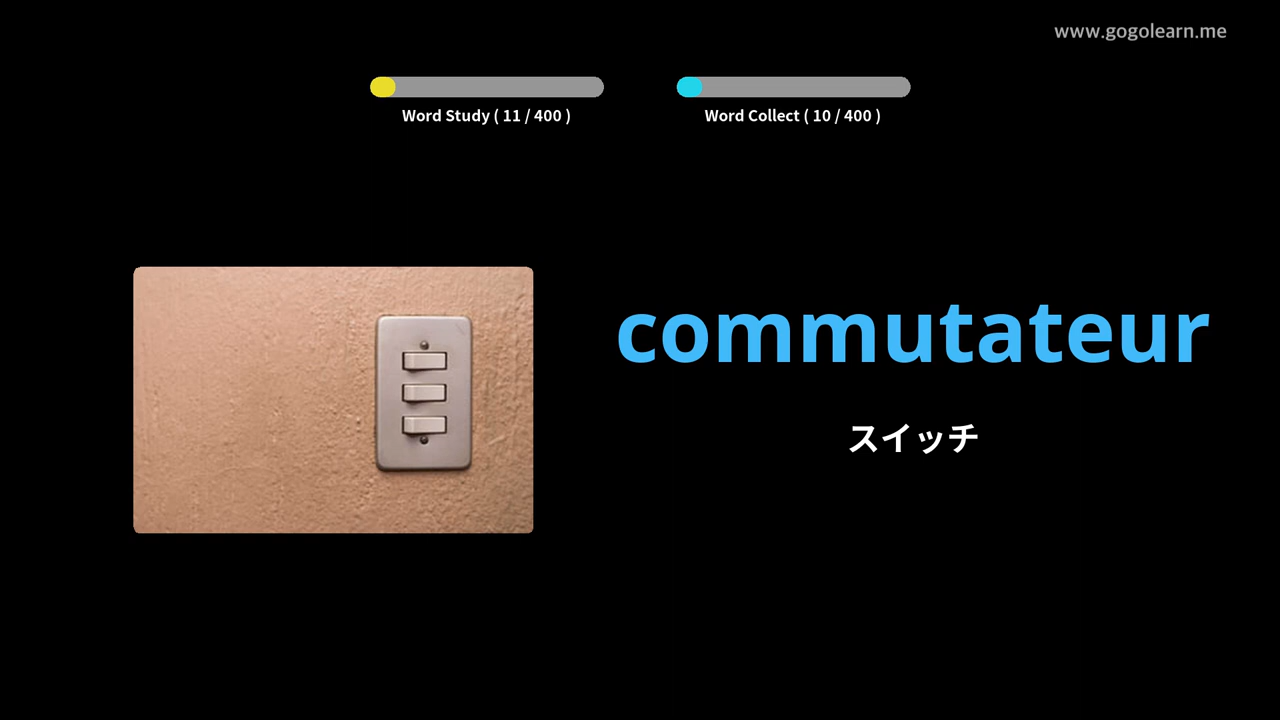 www.gogolearn.me
Word Study ( 11 / 400 )
Word Collect ( 10 / 400 )
commutateur
スイッチ